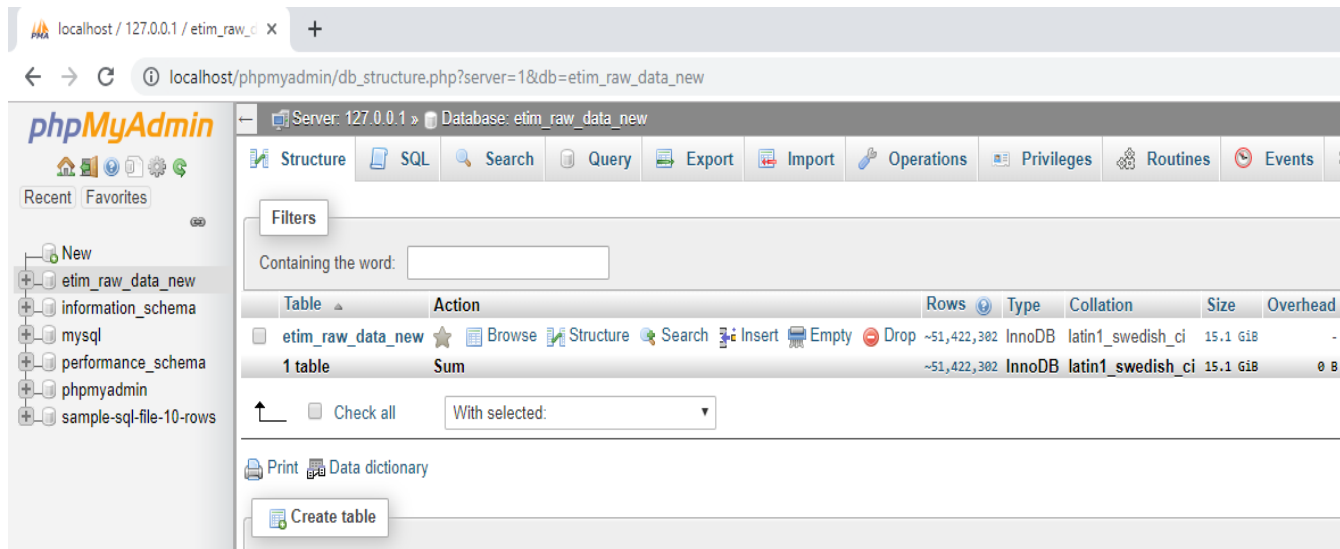 localhost / 127.0.0.1 / etim_raw_d
localhost/phpmyadmin/db_structure.php?server=1&db=etim_raw_data_new
phpMyAdmin
Recent Favorites
New
etim_raw_data_new
information_schema
mysql
performance_schema
phpmyadmin
sample-sql-file-10-rows
Server: 127.0.0.1 » Database: etim_raw_data_new
Structure SQL Search Query Export Import Operations Privileges Routines Events
Filters
Containing the word:
Table Action Rows Type Collation Size Overhead
etim_raw_data_new Browse Structure Search Insert Empty Drop ~51,422,302 InnoDB latin1_swedish_ci 15.1 GiB -
1 table Sum ~51,422,302 InnoDB latin1_swedish_ci 15.1 GiB 0 B
Check all With selected:
Print Data dictionary
Create table